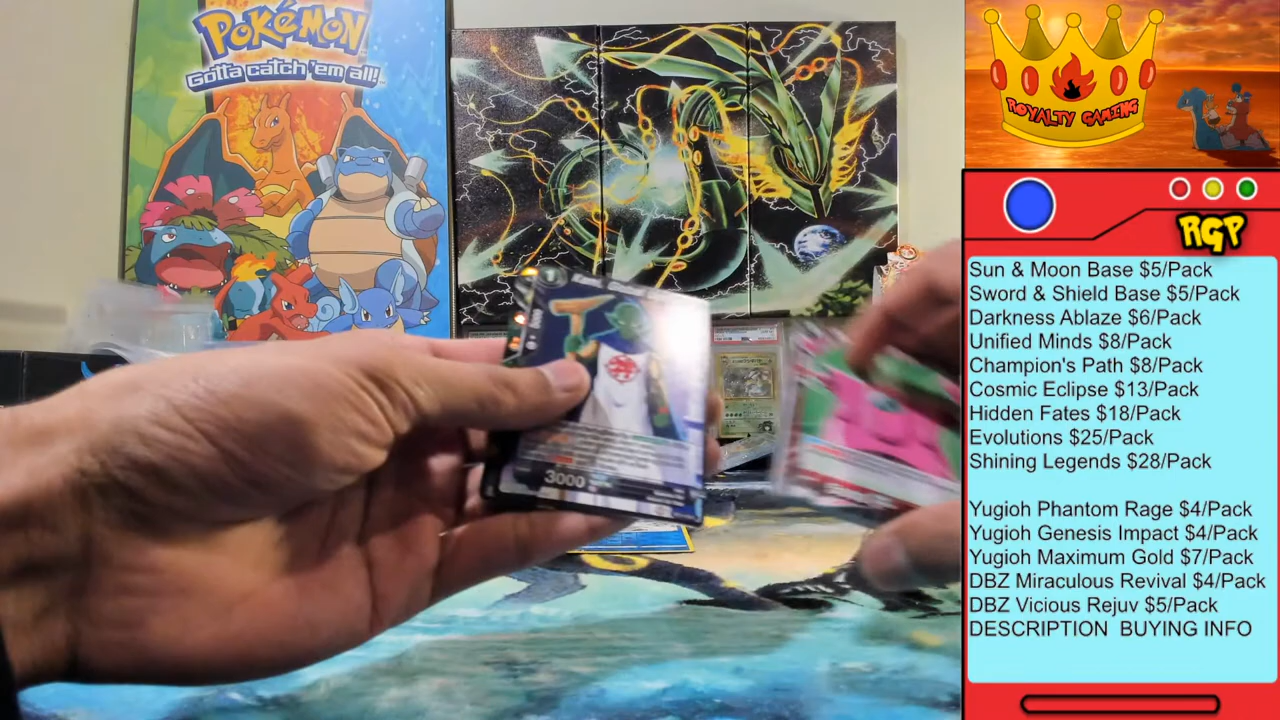 POKéMON
Gotta catch 'em all!
3000
ROYALTY GAMING
RGP
Sun & Moon Base $5/Pack
Sword & Shield Base $5/Pack
Darkness Ablaze $6/Pack
Unified Minds $8/Pack
Champion's Path $8/Pack
Cosmic Eclipse $13/Pack
Hidden Fates $18/Pack
Evolutions $25/Pack
Shining Legends $28/Pack
Yugioh Phantom Rage $4/Pack
Yugioh Genesis Impact $4/Pack
Yugioh Maximum Gold $7/Pack
DBZ Miraculous Revival $4/Pack
DBZ Vicious Rejuv $5/Pack
DESCRIPTION BUYING INFO